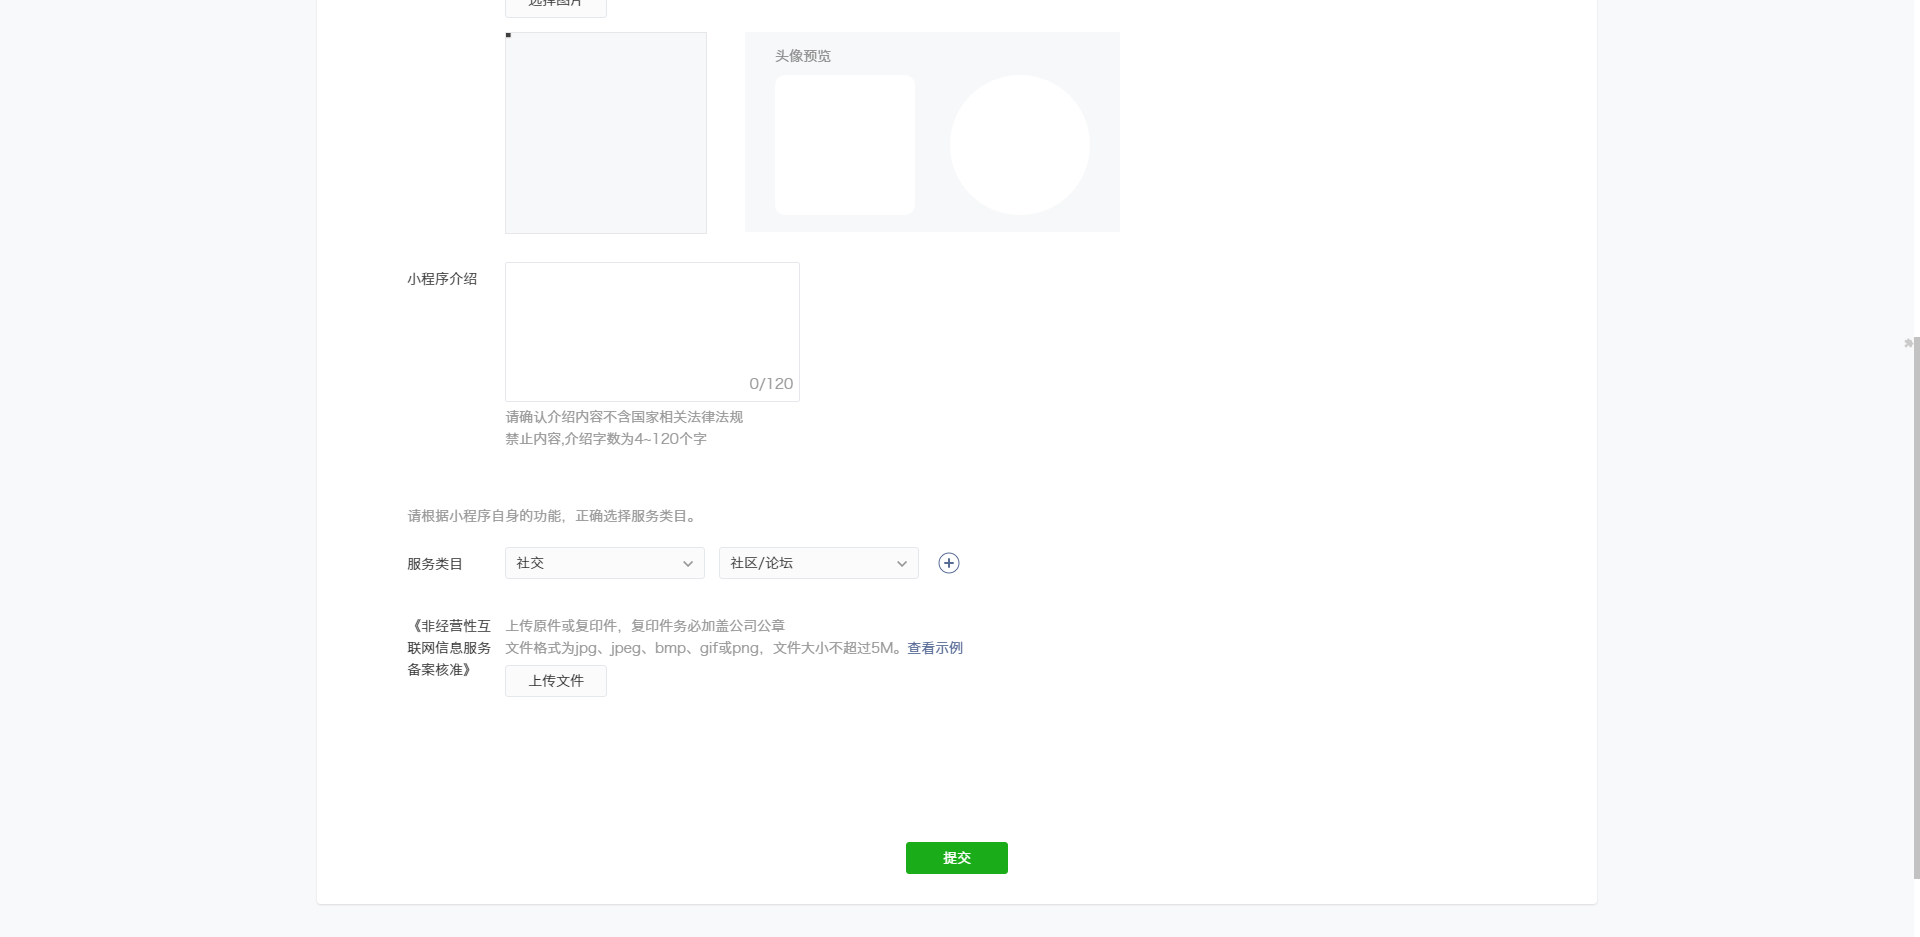 选择图片
头像预览
小程序介绍
0/120
请确认介绍内容不含国家相关法律法规
禁止内容,介绍字数为4~120个字
请根据小程序自身的功能，正确选择服务类目。
服务类目
社交
社区/论坛
《非经营性互
联网信息服务
备案核准》
上传原件或复印件，复印件务必加盖公司公章
文件格式为jpg、jpeg、bmp、gif或png，文件大小不超过5M。查看示例
上传文件
提交